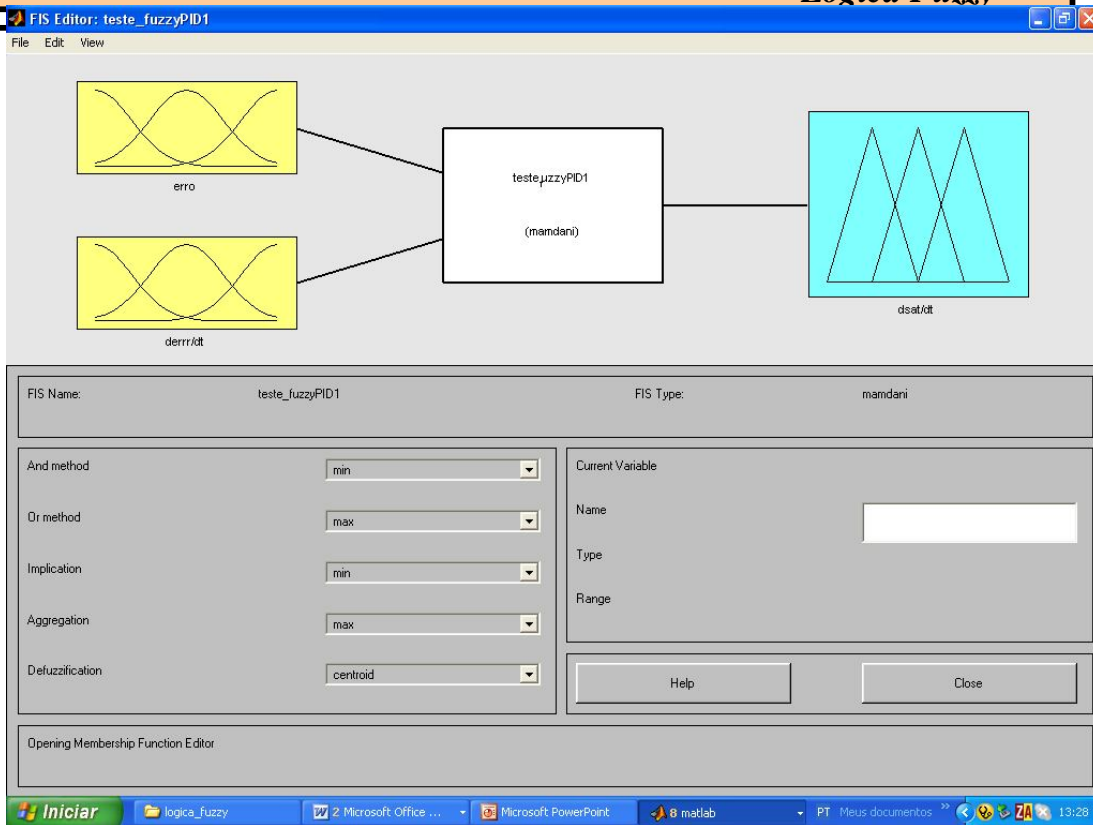 FIS Editor: teste_fuzzyPID1
File Edit View
erro
derrr/dt
testefuzzyPID1
(mamdani)
dsat/dt
FIS Name: teste_fuzzyPID1 FIS Type: mamdani
And method min
Or method max
Implication min
Aggregation max
Defuzzification centroid
Current Variable
Name
Type
Range
Help Close
Opening Membership Function Editor
Iniciar logica_fuzzy 2 Microsoft Office ... Microsoft PowerPoint 8 matlab PT Meus documentos » ZA 13:28